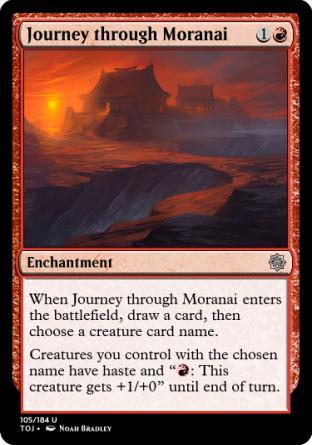 Journey through Moranai 1
Enchantment
When Journey through Moranai enters
the battlefield, draw a card, then
choose a creature card name.
Creatures you control with the chosen
name have haste and “: This
creature gets +1/+0” until end of turn.
105/184 U
TOJ • Noah Bradley